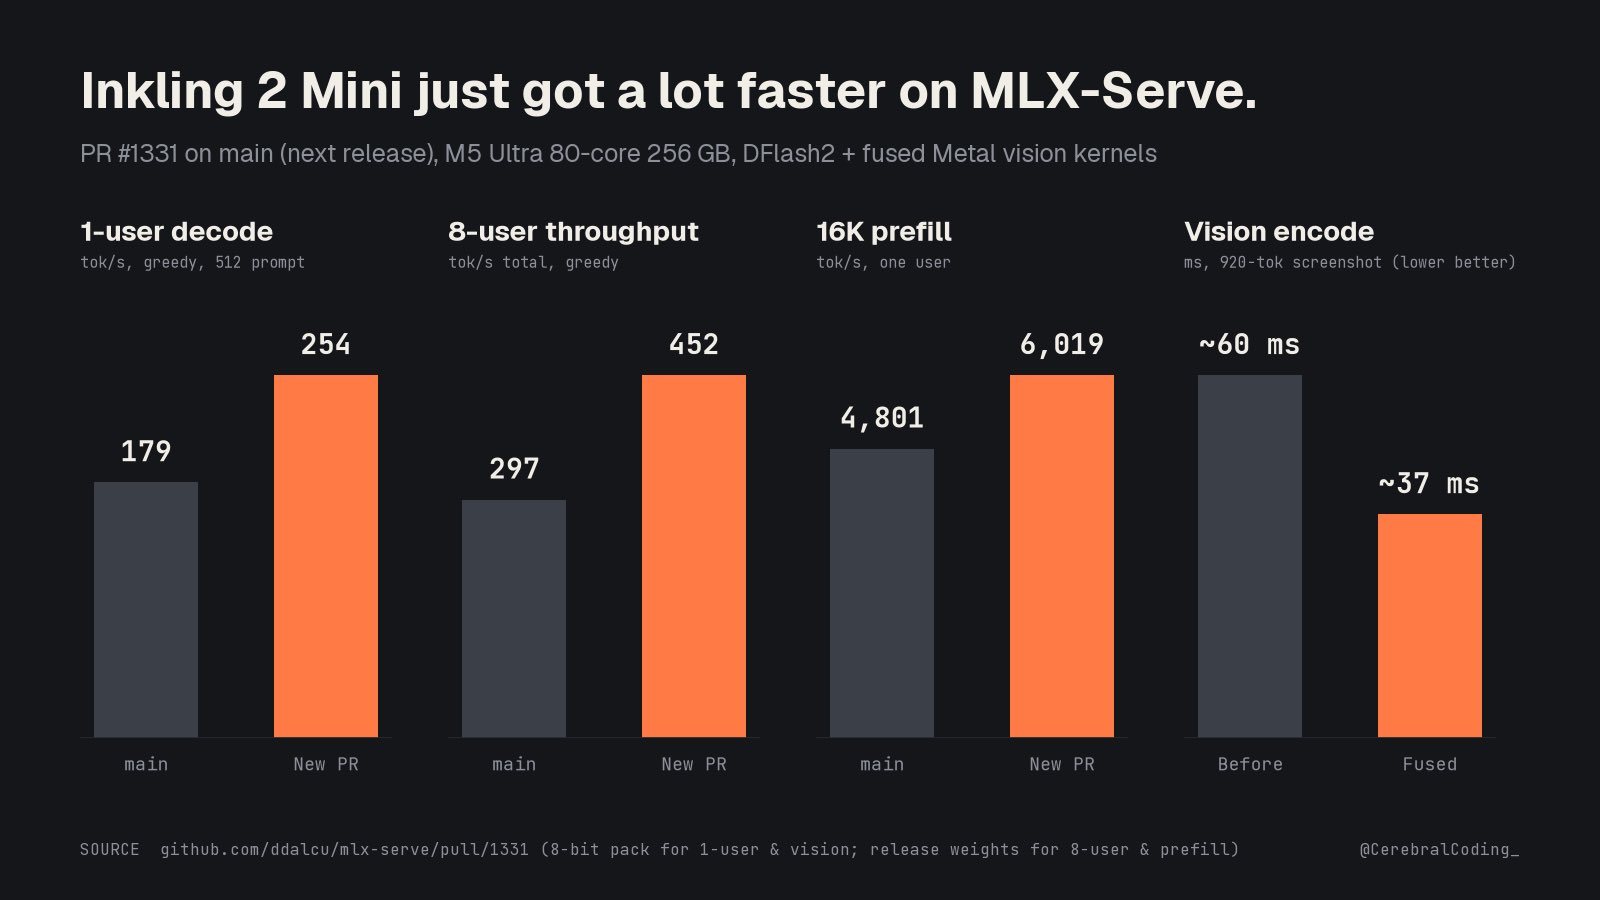 Inkling 2 Mini just got a lot faster on MLX-Serve.
PR #1331 on main (next release), M5 Ultra 80-core 256 GB, DFlash2 + fused Metal vision kernels
1-user decode
tok/s, greedy, 512 prompt
179
254
main
New PR
8-user throughput
tok/s total, greedy
297
452
main
New PR
16K prefill
tok/s, one user
4,801
6,019
main
New PR
Vision encode
ms, 920-tok screenshot (lower better)
~60 ms
~37 ms
Before
Fused
SOURCE github.com/ddalcu/mlx-serve/pull/1331 (8-bit pack for 1-user & vision; release weights for 8-user & prefill)
@CerebralCoding_